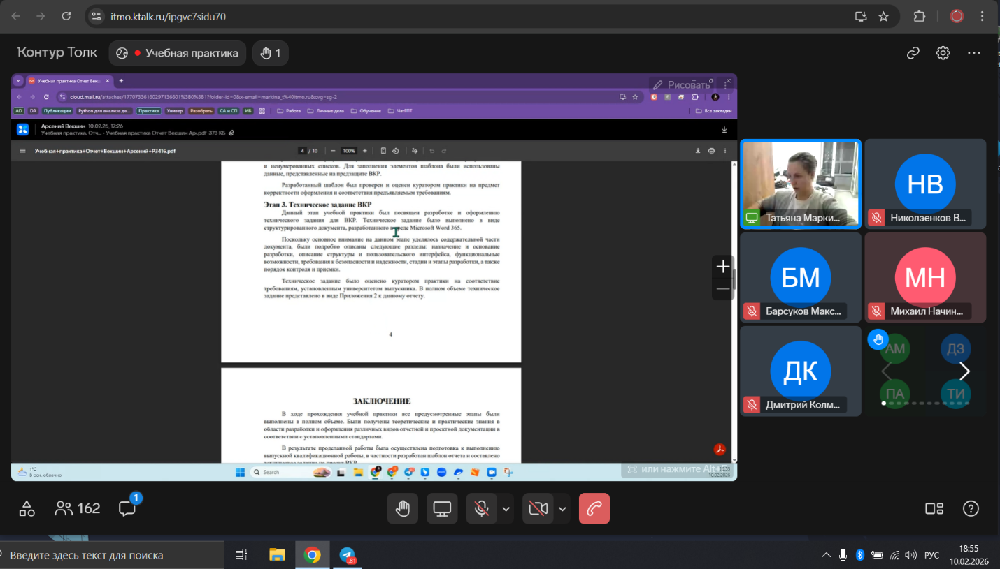 itmo.ktalk.ru/ipgvc7sidu70
Контур Толк
Учебная практика
1
Учебная практика Отчет Векш
Рисовать
cloud.mail.ru/attaches/17707336160297136601%3B0%3B1?folder-id=0&x-email=markina_t%40itmo.ru&cvg=sg-2
AD
DA
Публикации
Python для анализа да...
Практика
Универ
Разобрать
СА и СП
ИБ
Работа
Личные дела
Обучение
ЧатГПТ
Все закладки
Арсений Векшин 10.02.26, 17:26
Учебная практика. Отч... - Учебная практика Отчет Векшин Арс.pdf 373 КБ
Учебная+практика+Отчет+Векшин+Арсений+P3416.pdf
4 / 10
100%
и ненумерованных списков. Для заполнения элементов шаблона были использованы
данные, представленные на предзащите ВКР.
Разработанный шаблон был проверен и оценен куратором практики на предмет
корректности оформления и соответствия предъявляемым требованиям.
Этап 3. Техническое задание ВКР
Данный этап учебной практики был посвящен разработке и оформлению
технического задания для ВКР. Техническое задание было выполнено в виде
структурированного документа, разработанного в среде Microsoft Word 365.
Поскольку основное внимание на данном этапе уделялось содержательной части
документа, были подробно описаны следующие разделы: назначение и основание
разработки, описание структуры и пользовательского интерфейса, функциональные
возможности, требования к безопасности и надежности, стадии и этапы разработки, а также
порядок контроля и приемки.
Техническое задание было оценено куратором практики на соответствие
требованиям, установленным университетом выпускника. В полном объеме техническое
задание представлено в виде Приложения 2 к данному отчету.
4
ЗАКЛЮЧЕНИЕ
В ходе прохождения учебной практики все предусмотренные этапы были
выполнены в полном объеме. Были получены теоретические и практические знания в
области разработки и оформления различных видов отчетной и проектной документации в
соответствии с установленными стандартами.
В результате проделанной работы была осуществлена подготовка к выполнению
выпускной квалификационной работы, в частности разработан шаблон отчета и составлено
1°C
В осн. облачно
Search
или нажмите Alt
10.02.2026
Татьяна Марки...
НВ
Николаенков В...
БМ
Барсуков Макс...
МН
Михаил Начин...
ДК
Дмитрий Колм...
АМ
ДЗ
ПА
ТИ
162
1
Введите здесь текст для поиска
81
РУС
18:55
10.02.2026